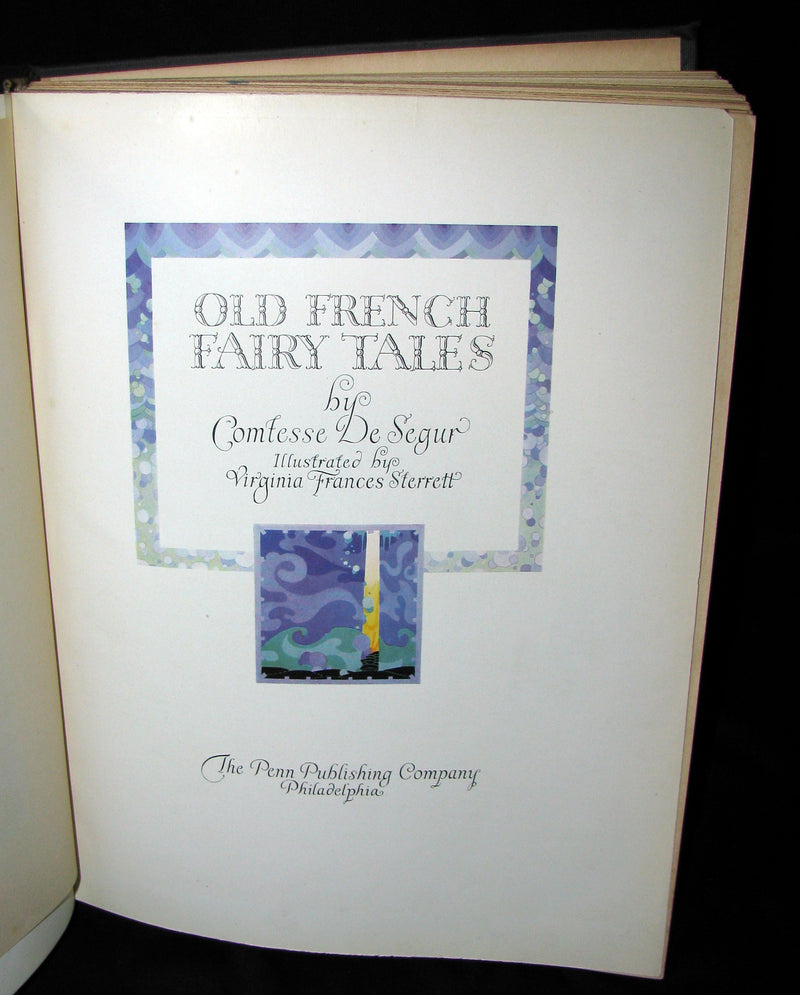 OLD FRENCH
FAIRY TALES
by
Comtesse De Segur
Illustrated by
Virginia Frances Sterrett
The Penn Publishing Company
Philadelphia